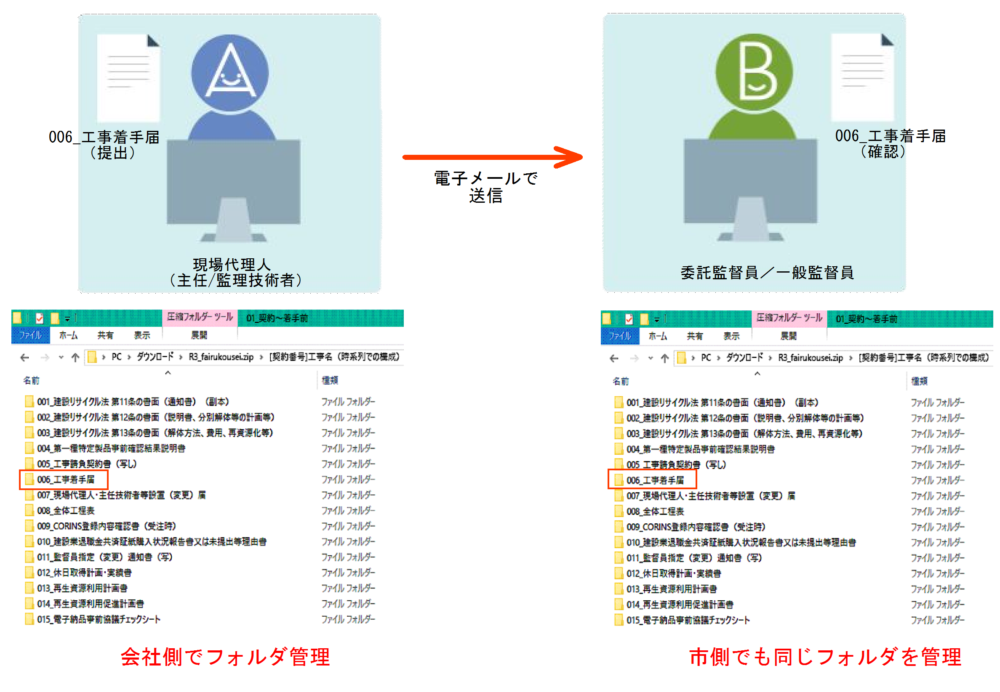 A
006_工事着手届
（提出）
現場代理人
（主任/監理技術者）
電子メールで
送信
B
006_工事着手届
（確認）
委託監督員／一般監督員
圧縮フォルダー ツール
01_契約～着手前
ファイル
ホーム
共有
表示
展開
PC › ダウンロード › R3_fairukousei.zip › [契約番号]工事名（時系列での構成）
名前
種類
001_建設リサイクル法 第11条の書面（通知書）（副本） ファイル フォルダー
002_建設リサイクル法 第12条の書面（説明書、分別解体等の計画等） ファイル フォルダー
003_建設リサイクル法 第13条の書面（解体方法、費用、再資源化等） ファイル フォルダー
004_第一種特定製品事前確認結果説明書 ファイル フォルダー
005_工事請負契約書（写し） ファイル フォルダー
006_工事着手届 ファイル フォルダー
007_現場代理人・主任技術者等設置（変更）届 ファイル フォルダー
008_全体工程表 ファイル フォルダー
009_CORINS登録内容確認書（受注時） ファイル フォルダー
010_建設業退職金共済証紙購入状況報告書又は未提出等理由書 ファイル フォルダー
011_監督員指定（変更）通知書（写） ファイル フォルダー
012_休日取得計画・実績書 ファイル フォルダー
013_再生資源利用計画書 ファイル フォルダー
014_再生資源利用促進計画書 ファイル フォルダー
015_電子納品事前協議チェックシート ファイル フォルダー
会社側でフォルダ管理
圧縮フォルダー ツール
01_契約～着手前
ファイル
ホーム
共有
表示
展開
PC › ダウンロード › R3_fairukousei.zip › [契約番号]工事名（時系列での構成）
名前
種類
001_建設リサイクル法 第11条の書面（通知書）（副本） ファイル フォルダー
002_建設リサイクル法 第12条の書面（説明書、分別解体等の計画等） ファイル フォルダー
003_建設リサイクル法 第13条の書面（解体方法、費用、再資源化等） ファイル フォルダー
004_第一種特定製品事前確認結果説明書 ファイル フォルダー
005_工事請負契約書（写し） ファイル フォルダー
006_工事着手届 ファイル フォルダー
007_現場代理人・主任技術者等設置（変更）届 ファイル フォルダー
008_全体工程表 ファイル フォルダー
009_CORINS登録内容確認書（受注時） ファイル フォルダー
010_建設業退職金共済証紙購入状況報告書又は未提出等理由書 ファイル フォルダー
011_監督員指定（変更）通知書（写） ファイル フォルダー
012_休日取得計画・実績書 ファイル フォルダー
013_再生資源利用計画書 ファイル フォルダー
014_再生資源利用促進計画書 ファイル フォルダー
015_電子納品事前協議チェックシート ファイル フォルダー
市側でも同じフォルダを管理